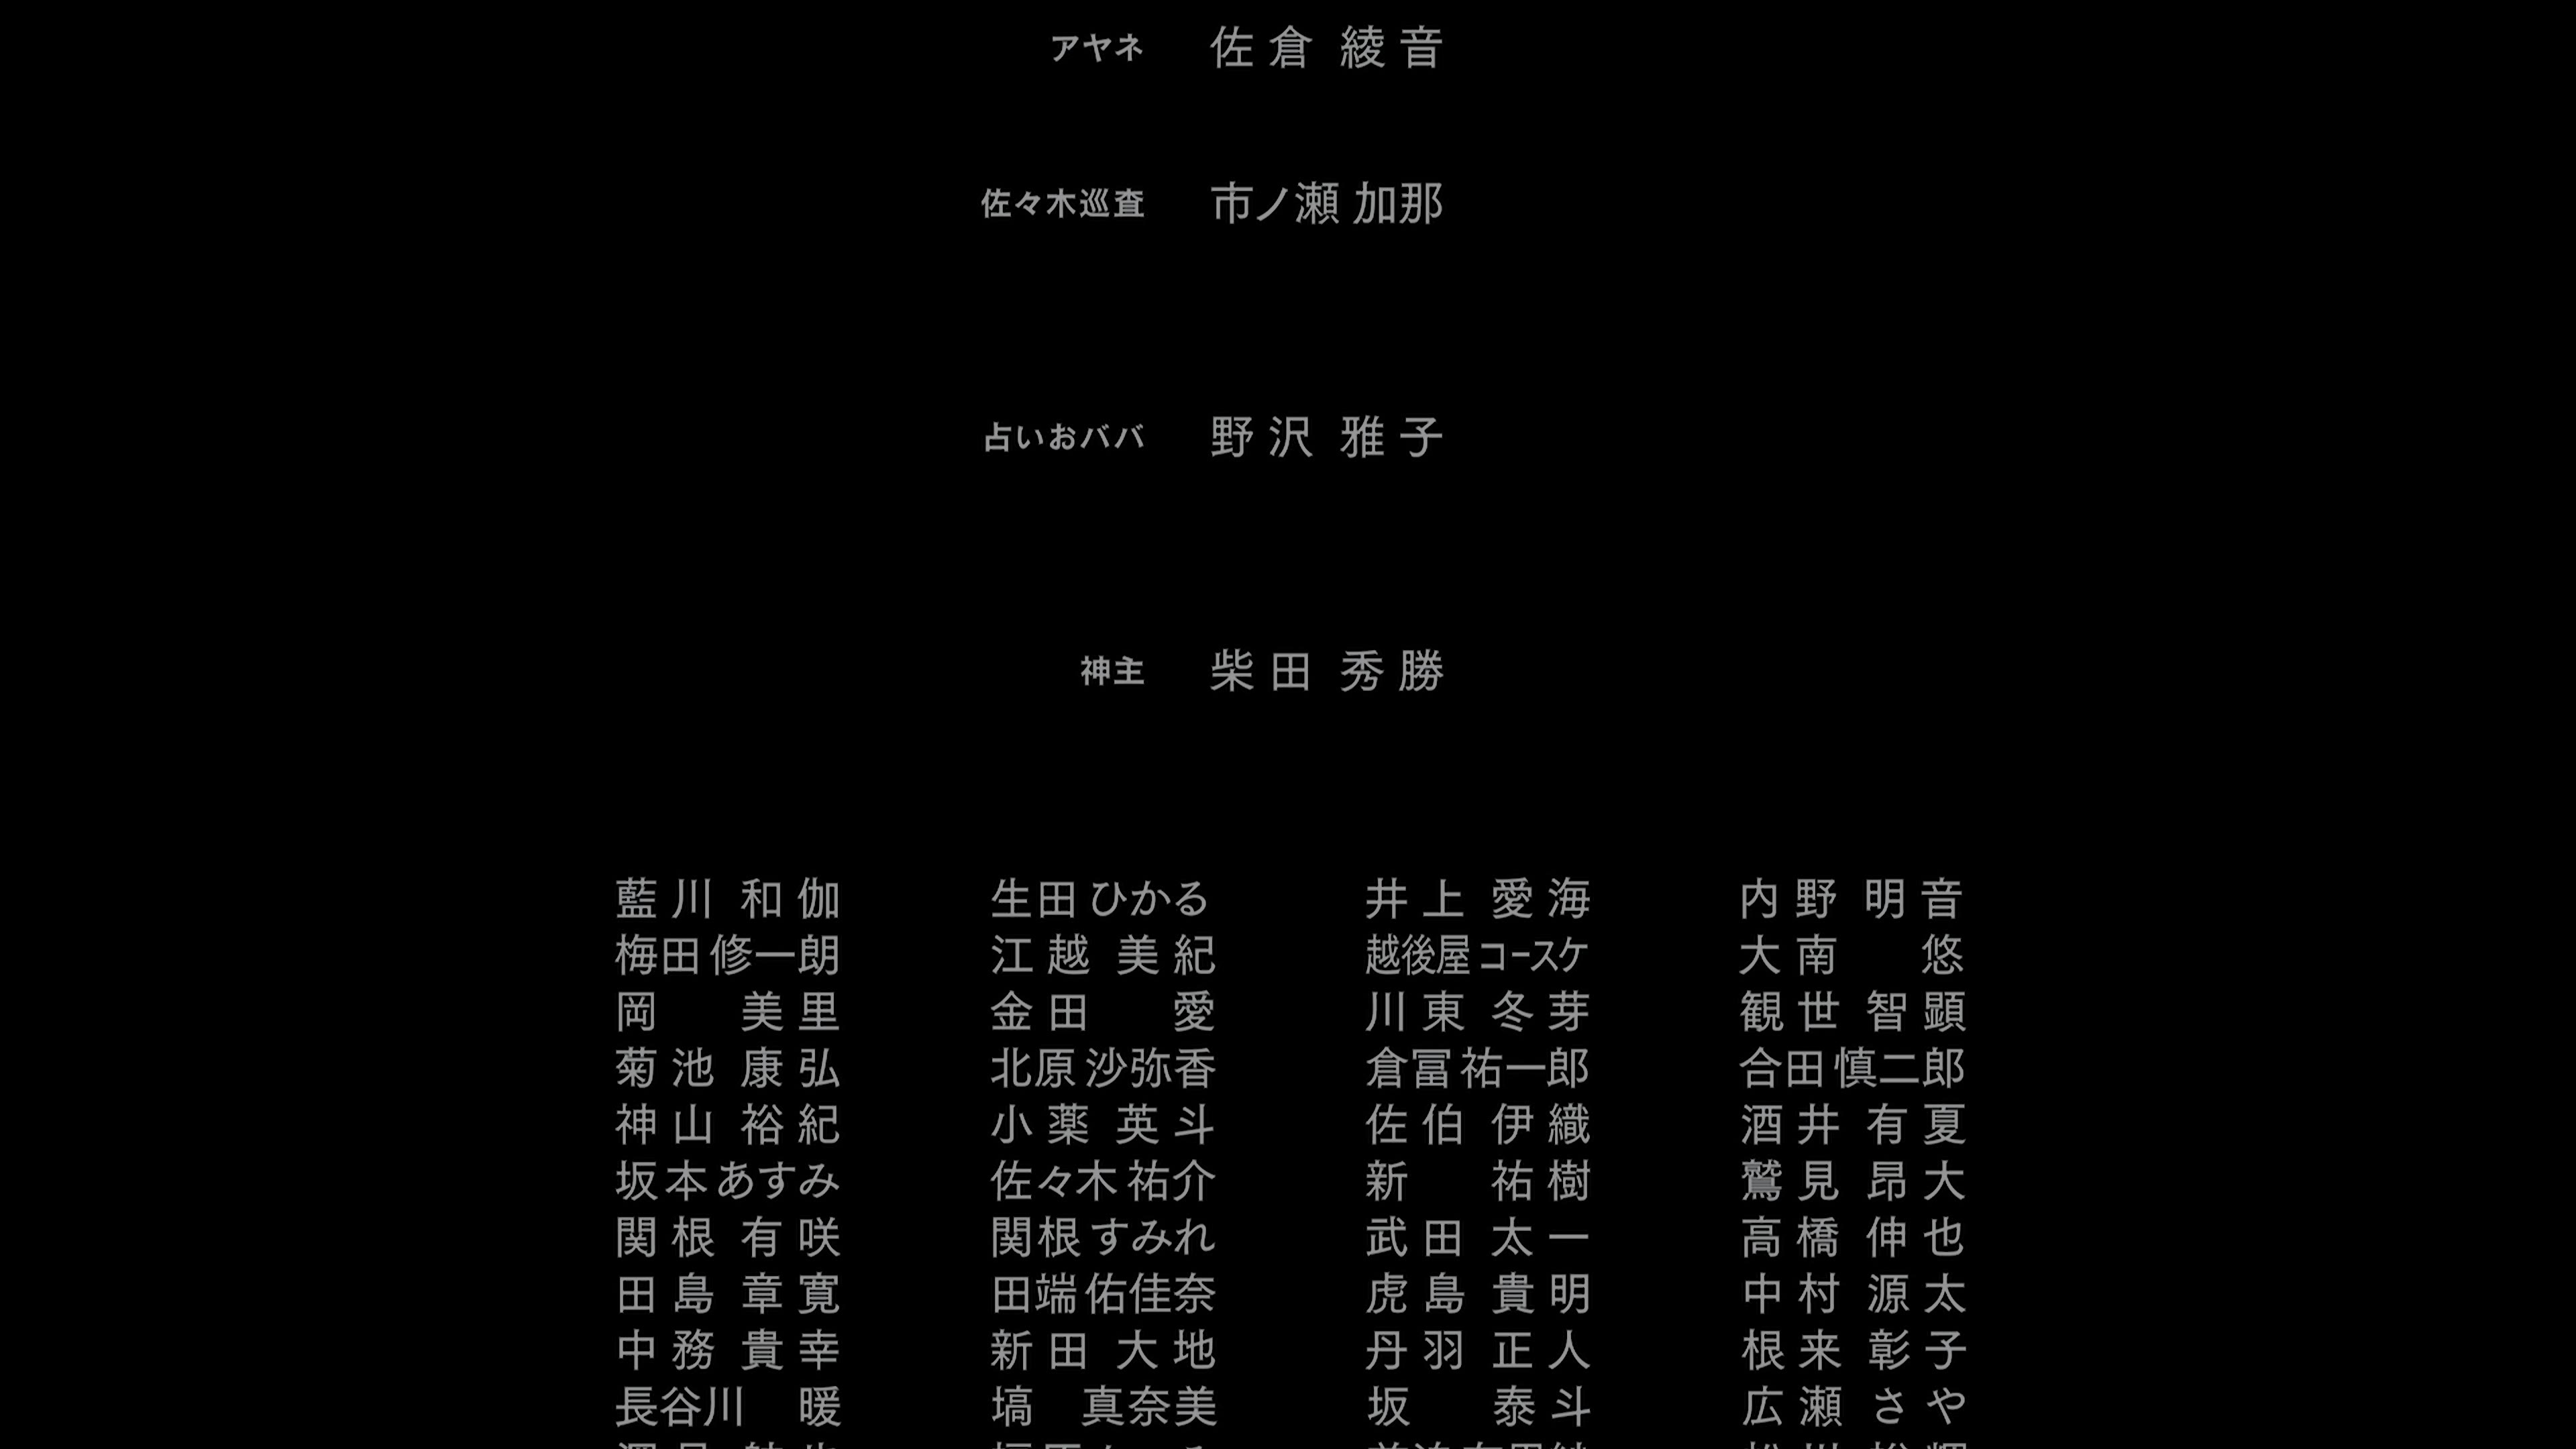 アヤネ 佐倉 綾音
佐々木巡査 市ノ瀬 加那
占いおババ 野沢 雅子
神主 柴田 秀勝
藍川 和伽 生田 ひかる 井上 愛海 内野 明音
梅田 修一朗 江越 美紀 越後屋 コースケ 大南 悠
岡 美里 金田 愛 川東 冬芽 観世 智顕
菊池 康弘 北原 沙弥香 倉冨 祐一郎 合田 慎二郎
神山 裕紀 小薬 英斗 佐伯 伊織 酒井 有夏
坂本 あすみ 佐々木 祐介 新 祐樹 鷲見 昂大
関根 有咲 関根 すみれ 武田 太一 高橋 伸也
田島 章寛 田端 佑佳奈 虎島 貴明 中村 源太
中務 貴幸 新田 大地 丹羽 正人 根来 彰子
長谷川 暖 塙 真奈美 坂 泰斗 広瀬 さや